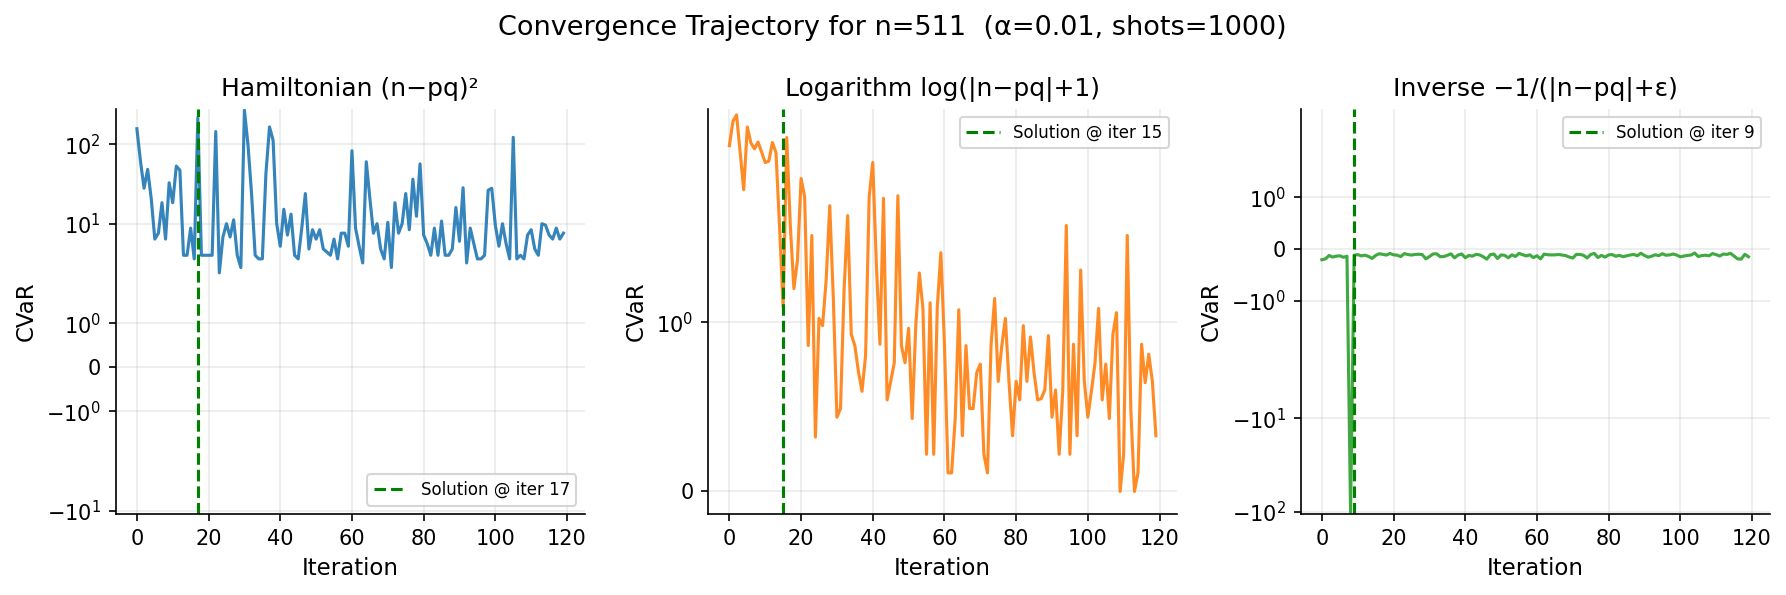 Convergence Trajectory for n=511  (α=0.01, shots=1000)
Hamiltonian (n−pq)²
CVaR
10²
10¹
10⁰
0
−10⁰
−10¹
Solution @ iter 17
0 20 40 60 80 100 120
Iteration
Logarithm log(|n−pq|+1)
CVaR
Solution @ iter 15
10⁰
0
0 20 40 60 80 100 120
Iteration
Inverse −1/(|n−pq|+ε)
CVaR
Solution @ iter 9
10⁰
0
−10⁰
−10¹
−10²
0 20 40 60 80 100 120
Iteration